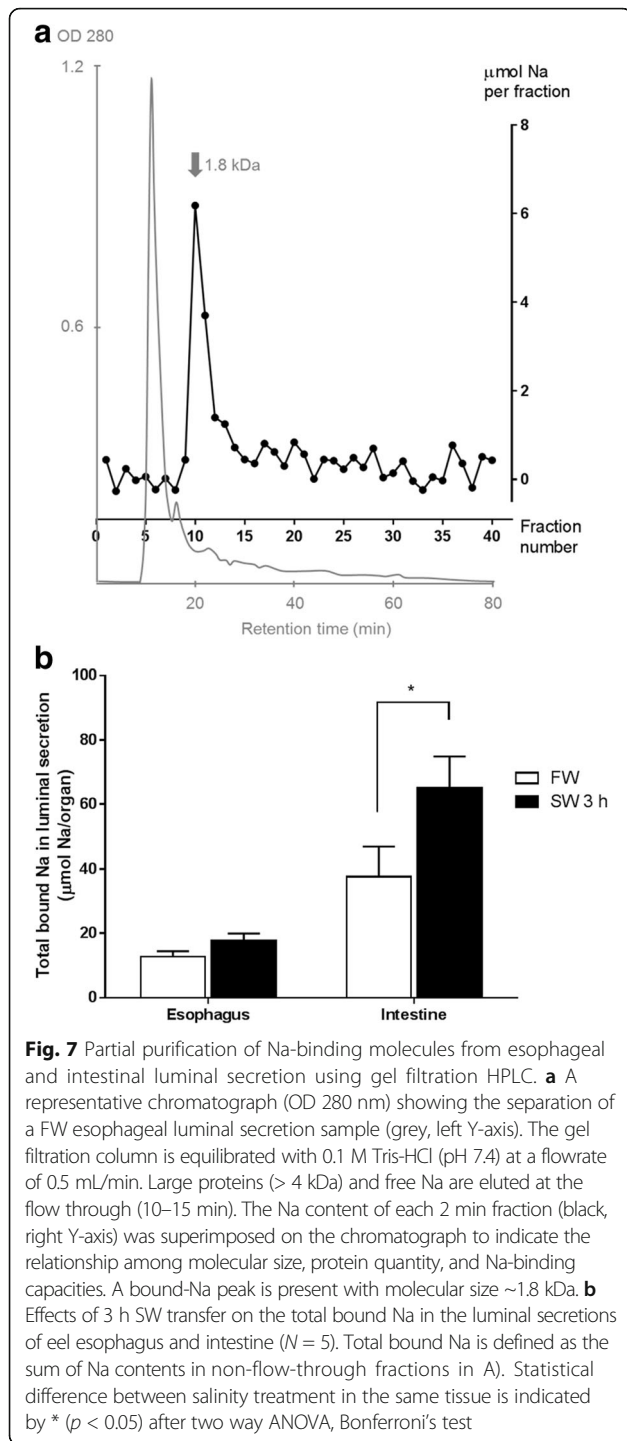 a OD 280
1.2
μmol Na
per fraction
8
1.8 kDa
6
0.6
4
2
0
0 5 10 15 20 25 30 35 40
Fraction
number
20 40 60 80
Retention time (min)
b
100
*
Total bound Na in luminal secretion
(μmol Na/organ)
80
60
40
20
0
FW
SW 3 h
Esophagus Intestine
Fig. 7 Partial purification of Na-binding molecules from esophageal
and intestinal luminal secretion using gel filtration HPLC. a A
representative chromatograph (OD 280 nm) showing the separation of
a FW esophageal luminal secretion sample (grey, left Y-axis). The gel
filtration column is equilibrated with 0.1 M Tris-HCl (pH 7.4) at a flowrate
of 0.5 mL/min. Large proteins (> 4 kDa) and free Na are eluted at the
flow through (10–15 min). The Na content of each 2 min fraction (black,
right Y-axis) was superimposed on the chromatograph to indicate the
relationship among molecular size, protein quantity, and Na-binding
capacities. A bound-Na peak is present with molecular size ~1.8 kDa. b
Effects of 3 h SW transfer on the total bound Na in the luminal secretions
of eel esophagus and intestine (N = 5). Total bound Na is defined as the
sum of Na contents in non-flow-through fractions in A). Statistical
difference between salinity treatment in the same tissue is indicated
by * (p < 0.05) after two way ANOVA, Bonferroni's test